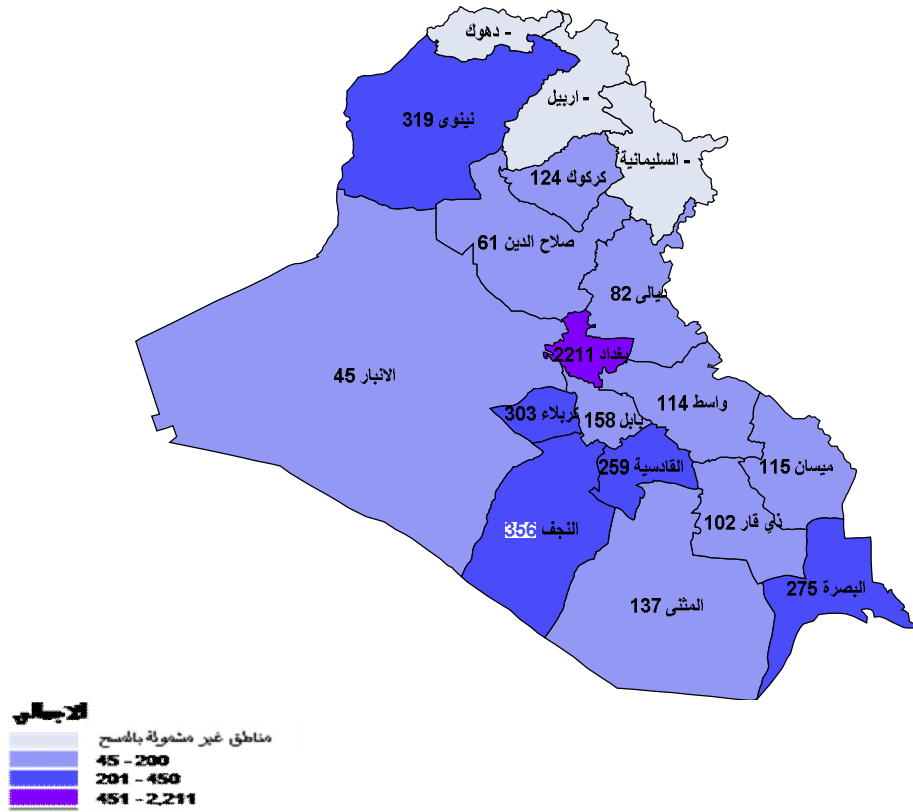 - دهوك
نينوى 319
- اربيل
- السليمانية
كركوك 124
صلاح الدين 61
ديالى 82
بغداد 2211
الانبار 45
كربلاء 303
بابل 158
واسط 114
القادسية 259
ميسان 115
النجف 356
ذي قار 102
المثنى 137
البصرة 275
الاجمالي
مناطق غير مشمولة بالمسح
45 - 200
201 - 450
451 - 2,211